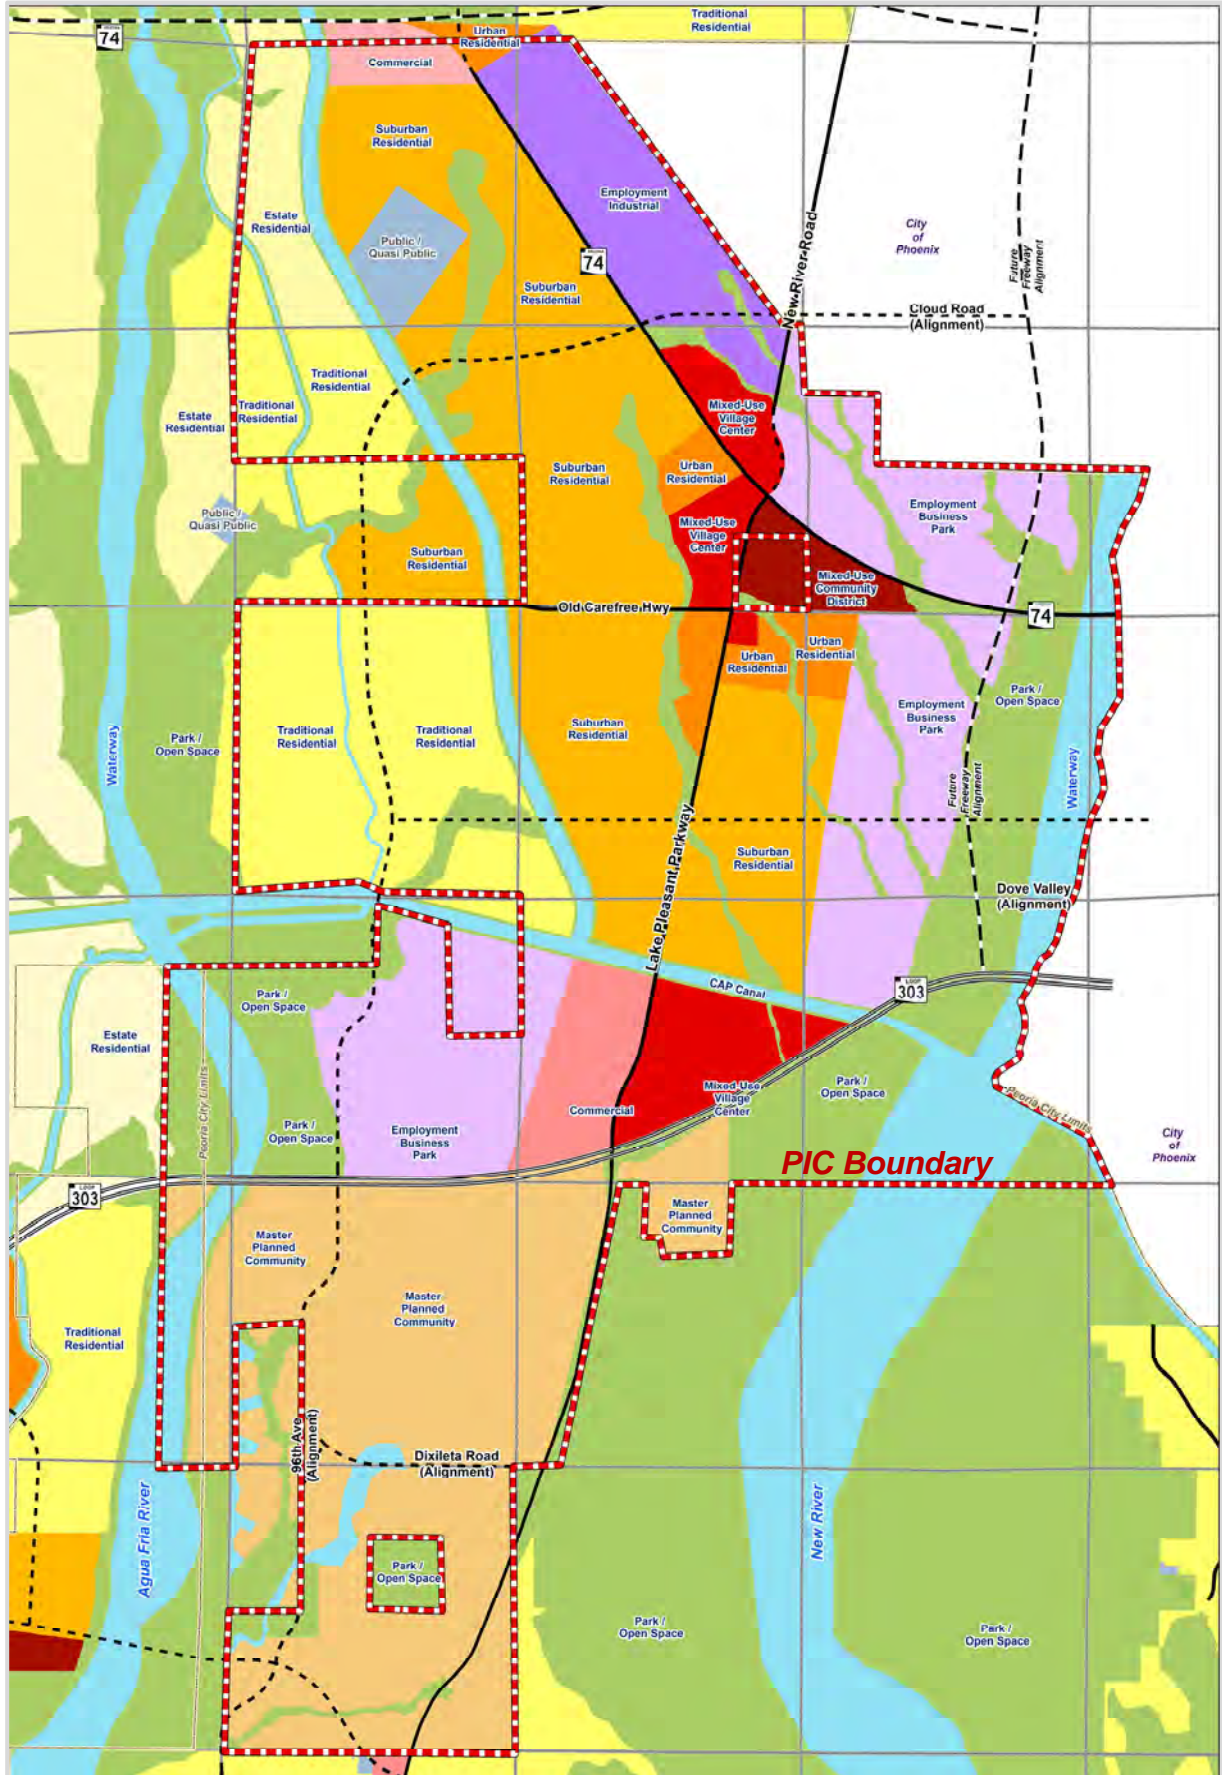 Traditional
Residential
ARIZONA
74
Urban
Residential
Commercial
Suburban
Residential
Employment
Industrial
Estate
Residential
Public /
Quasi Public
City
of
Phoenix
New River Road
Future
Freeway
Alignment
74
Suburban
Residential
Cloud Road
(Alignment)
Traditional
Residential
Estate
Residential
Traditional
Residential
Mixed-Use
Village
Center
Suburban
Residential
Urban
Residential
Public /
Quasi Public
Mixed-Use
Village
Center
Employment
Business
Park
Suburban
Residential
Mixed-Use
Community
District
Old Carefree Hwy
74
Urban
Residential
Urban
Residential
Park /
Open Space
Employment
Business
Park
Traditional
Residential
Traditional
Residential
Suburban
Residential
Park /
Open Space
Waterway
Waterway
Future
Freeway
Alignment
Lake Pleasant Parkway
Suburban
Residential
Dove Valley
(Alignment)
CAP Canal
LOOP
303
Park /
Open Space
Estate
Residential
Peoria City Limits
Park /
Open Space
Commercial
Mixed-Use
Village
Center
Park /
Open Space
Peoria City Limits
Employment
Business
Park
City
of
Phoenix
PIC Boundary
LOOP
303
Master
Planned
Community
Master
Planned
Community
Master
Planned
Community
Traditional
Residential
96th Ave
(Alignment)
Dixileta Road
(Alignment)
Agua Fria River
New River
Park /
Open Space
Park /
Open Space
Park /
Open Space